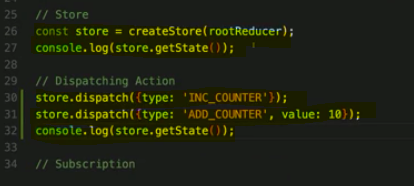 25 // Store
26 const store = createStore(rootReducer);
27 console.log(store.getState());
28
29 // Dispatching Action
30 store.dispatch({type: 'INC_COUNTER'});
31 store.dispatch({type: 'ADD_COUNTER', value: 10});
32 console.log(store.getState());
33
34 // Subscription